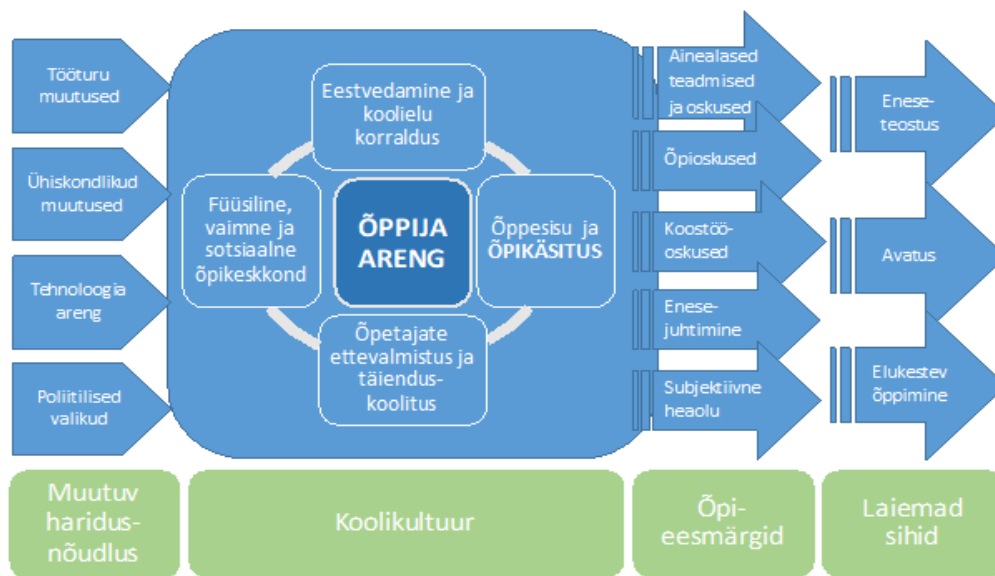 Tööturu
muutused
Ühiskondlikud
muutused
Tehnoloogia
areng
Poliitilised
valikud
Eestvedamine ja
koolielu
korraldus
Füüsiline,
vaimne ja
sotsiaalne
õpikeskkond
ÕPPIJA
ARENG
Õppesisu ja
ÕPIKÄSITUS
Õpetajate
ettevalmistus ja
täiendus-
koolitus
Ainealased
teadmised
ja oskused
Õpioskused
Koostöö-
oskused
Enese-
juhtimine
Subjektiivne
heaolu
Enese-
teostus
Avatus
Elukestev
õppimine
Muutuv
haridus-
nõudlus
Koolikultuur
Õpi-
eesmärgid
Laiemad
sihid